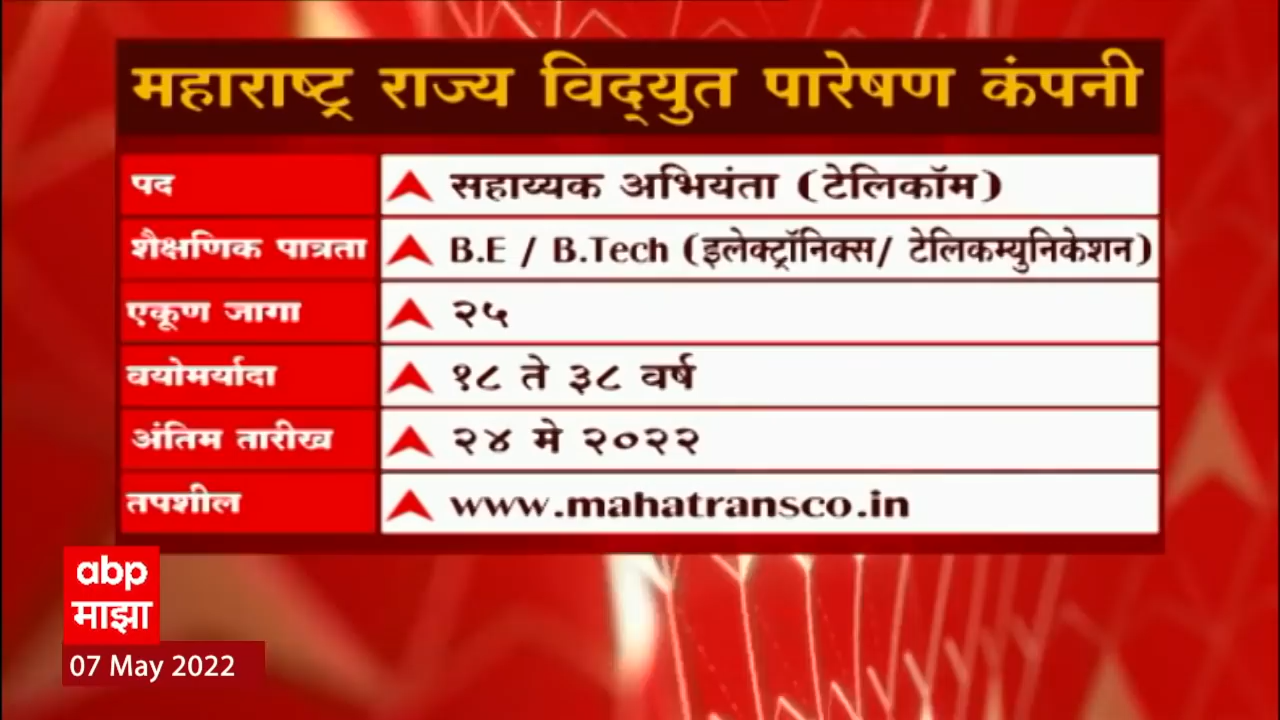 महाराष्ट्र राज्य विद्‌युत पारेषण कंपनी
पद सहाय्यक अभियंता (टेलिकॉम)
शैक्षणिक पात्रता B.E / B.Tech (इलेक्ट्रॉनिक्स/ टेलिकम्युनिकेशन)
एकूण जागा २५
वयोमर्यादा १८ ते ३८ वर्ष
अंतिम तारीख २४ मे २०२२
तपशील www.mahatransco.in
abp
माझा
07 May 2022